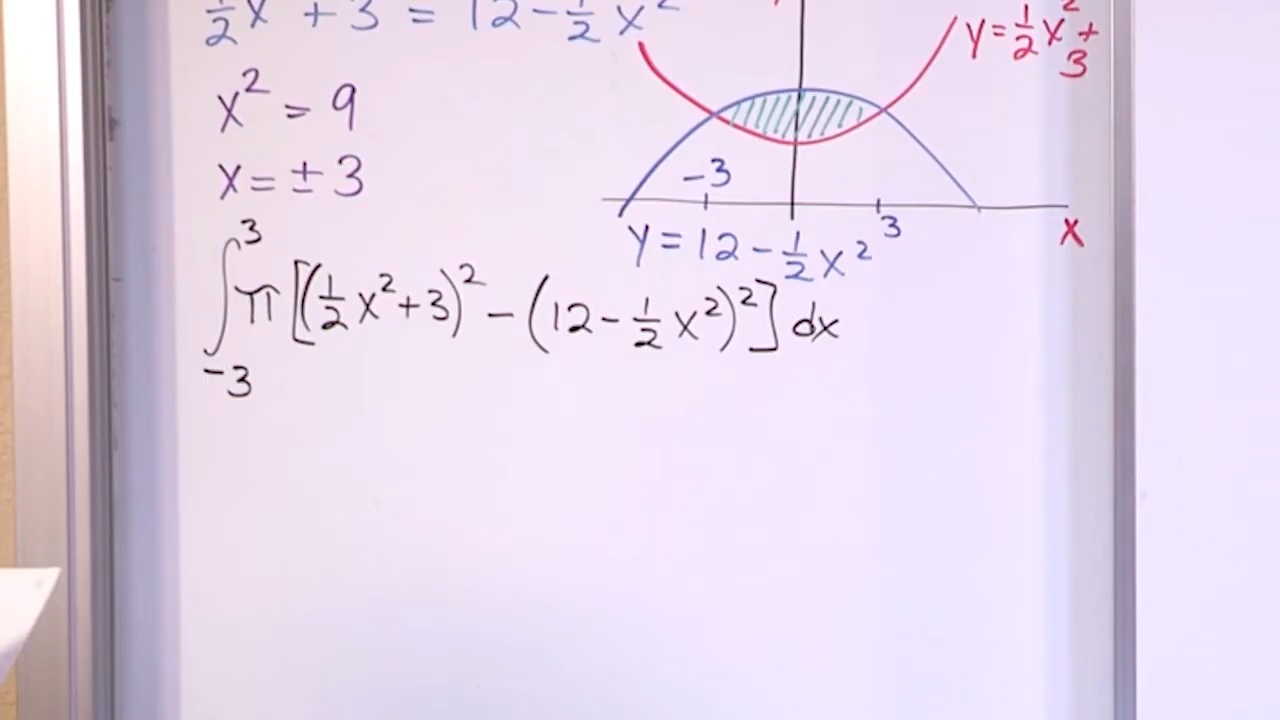 ½x + 3 = 12 - ½x²
y = ½x² +
3
x² = 9
x = ± 3
-3
3
x
y = 12 - ½x²
∫₋₃³ π[(½x² + 3)² - (12 - ½x²)²] dx